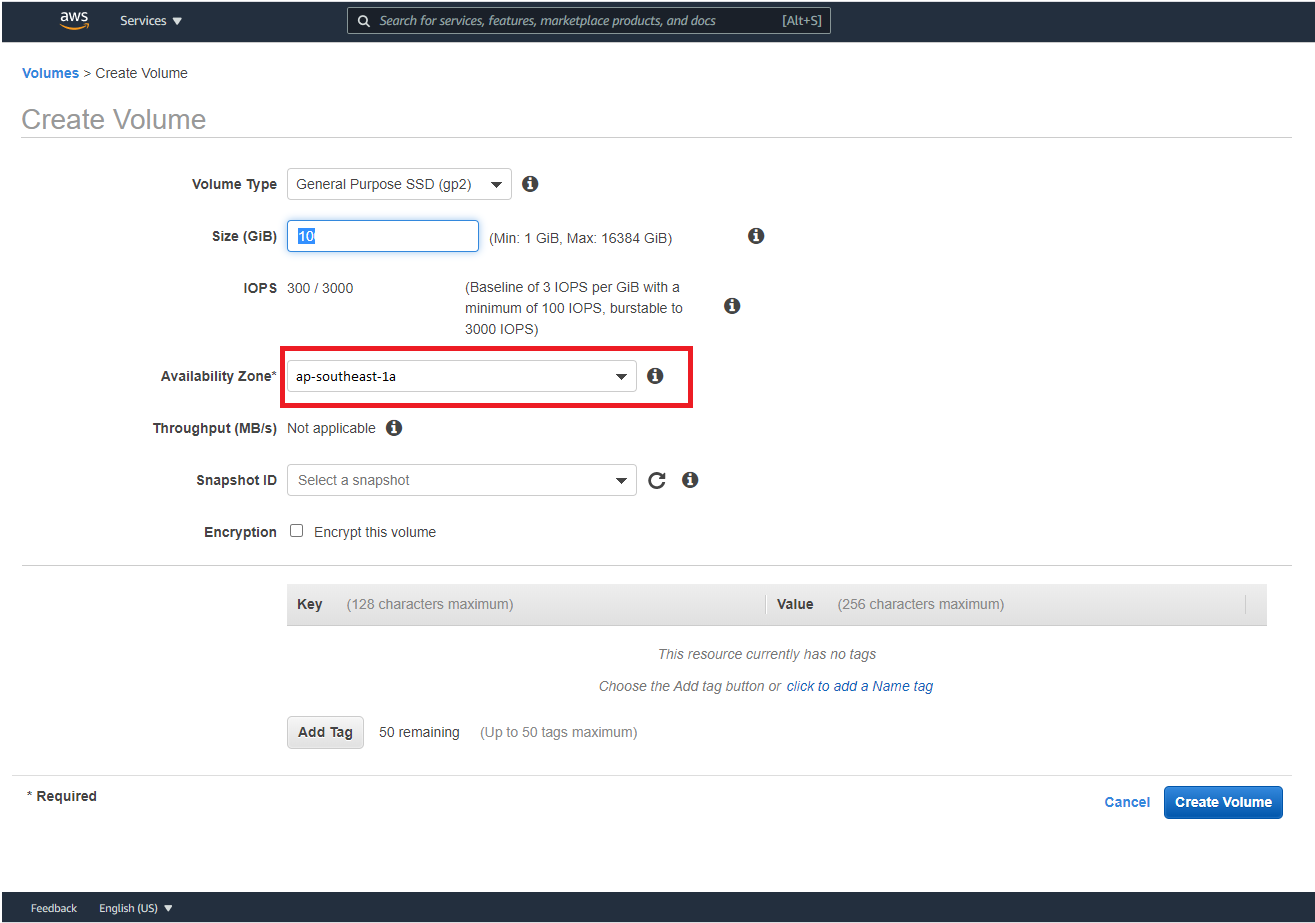 aws Services Search for services, features, marketplace products, and docs [Alt+S]
Volumes > Create Volume
Create Volume
Volume Type General Purpose SSD (gp2)
Size (GiB) 100 (Min: 1 GiB, Max: 16384 GiB)
IOPS 300 / 3000 (Baseline of 3 IOPS per GiB with a
minimum of 100 IOPS, burstable to
3000 IOPS)
Availability Zone* ap-southeast-1a
Throughput (MB/s) Not applicable
Snapshot ID Select a snapshot
Encryption Encrypt this volume
Key (128 characters maximum) Value (256 characters maximum)
This resource currently has no tags
Choose the Add tag button or click to add a Name tag
Add Tag 50 remaining (Up to 50 tags maximum)
* Required
Cancel Create Volume
Feedback English (US)